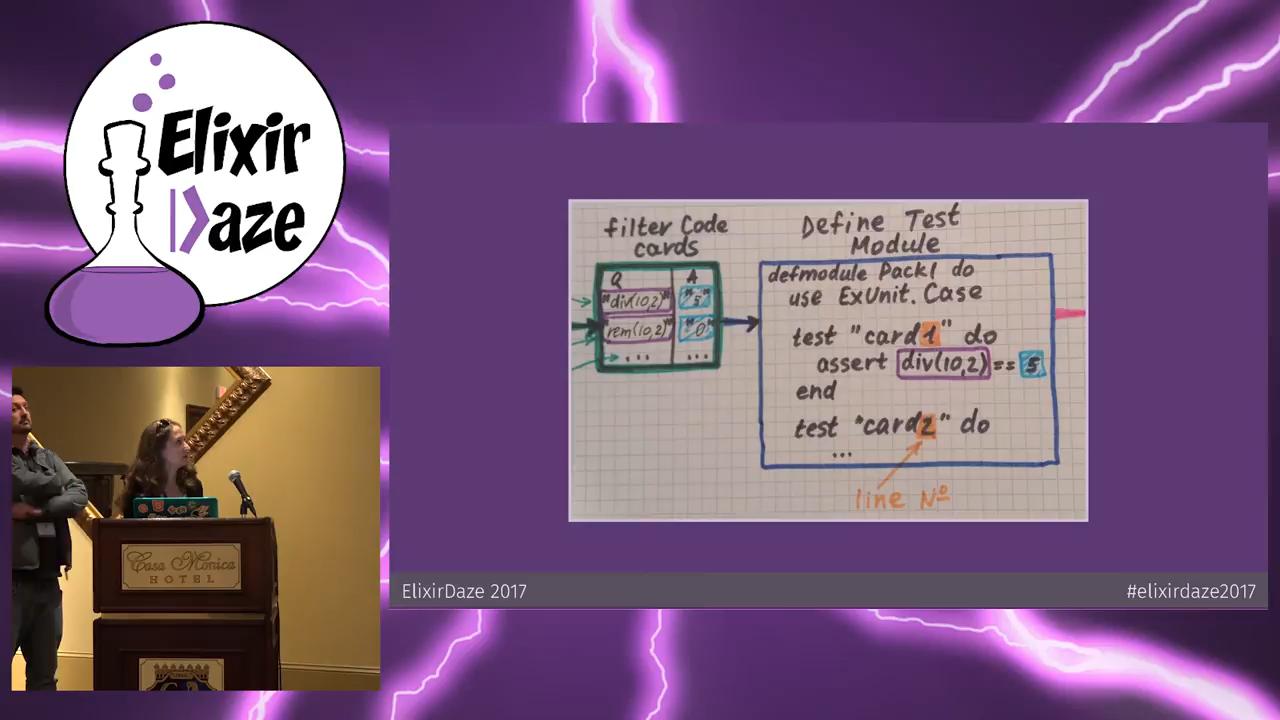 Elixir
Daze
filter Code
cards
Q A
"div(10,2)" "5"
"rem(10,2)" "0"
... ...
Define Test
Module
defmodule Pack1 do
use ExUnit.Case
test "card1" do
assert div(10,2) == 5
end
test "card2" do
...
line Nº
Casa Monica
HOTEL
ElixirDaze 2017
#elixirdaze2017